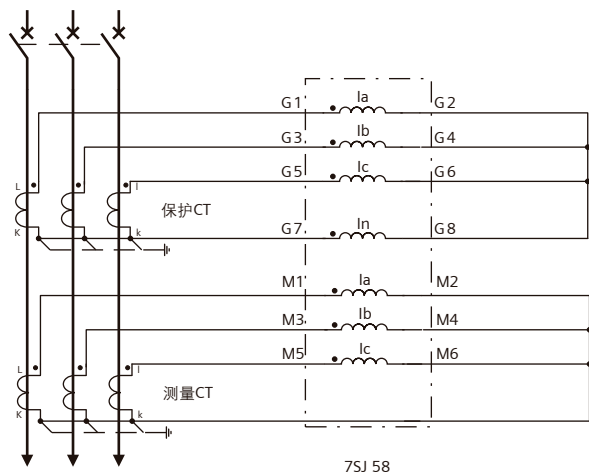 Ia
G1 G2
Ib
G3 G4
Ic
G5 G6
L l
保护CT
K k
In
G7 G8
Ia
M1 M2
Ib
M3 M4
Ic
M5 M6
L l
测量CT
K k
7SJ 58